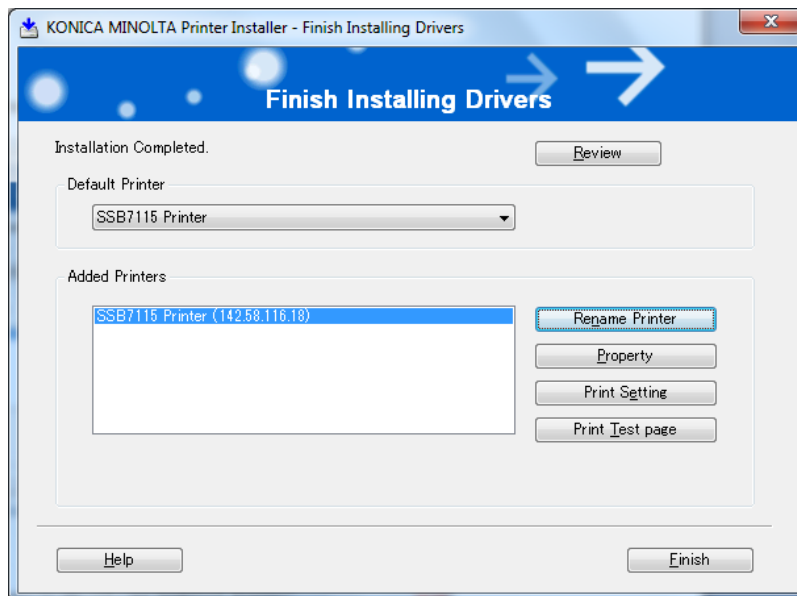 KONICA MINOLTA Printer Installer - Finish Installing Drivers
Finish Installing Drivers
Installation Completed.
Review
Default Printer
SSB7115 Printer
Added Printers
SSB7115 Printer (142.58.116.18)
Rename Printer
Property
Print Setting
Print Test page
Help
Finish